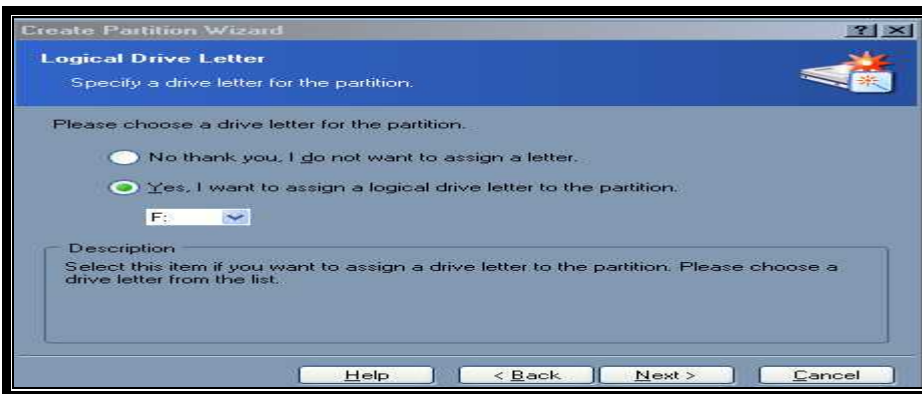 Create Partition Wizard
Logical Drive Letter
Specify a drive letter for the partition.
Please choose a drive letter for the partition.
No thank you, I do not want to assign a letter.
Yes, I want to assign a logical drive letter to the partition.
F:
Description
Select this item if you want to assign a drive letter to the partition. Please choose a
drive letter from the list.
Help < Back Next > Cancel